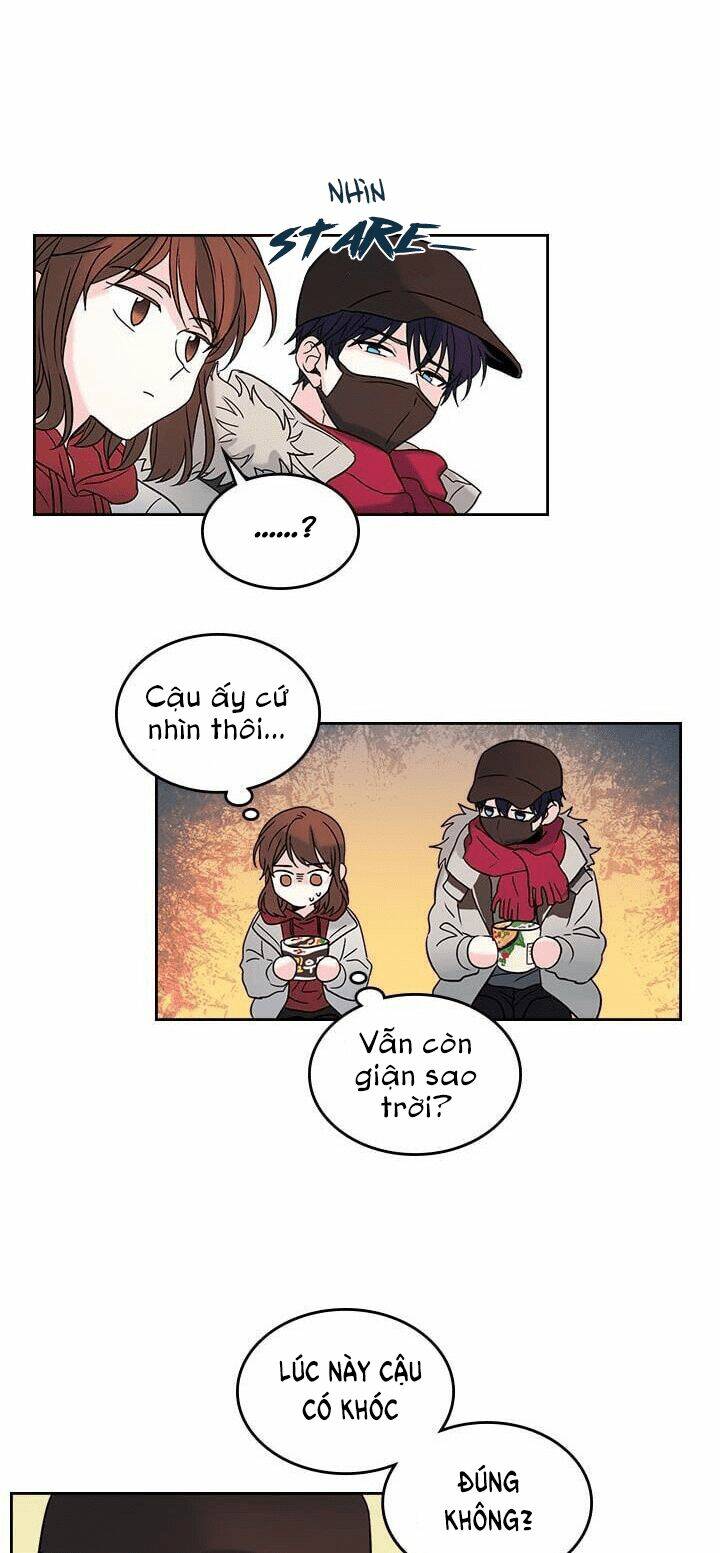 NHÌN
STARE—
......?
Cậu ấy cứ
nhìn thôi...
Vẫn còn
giận sao
trời?
LÚC NÀY CẬU
CÓ KHÓC
ĐÚNG
KHÔNG?